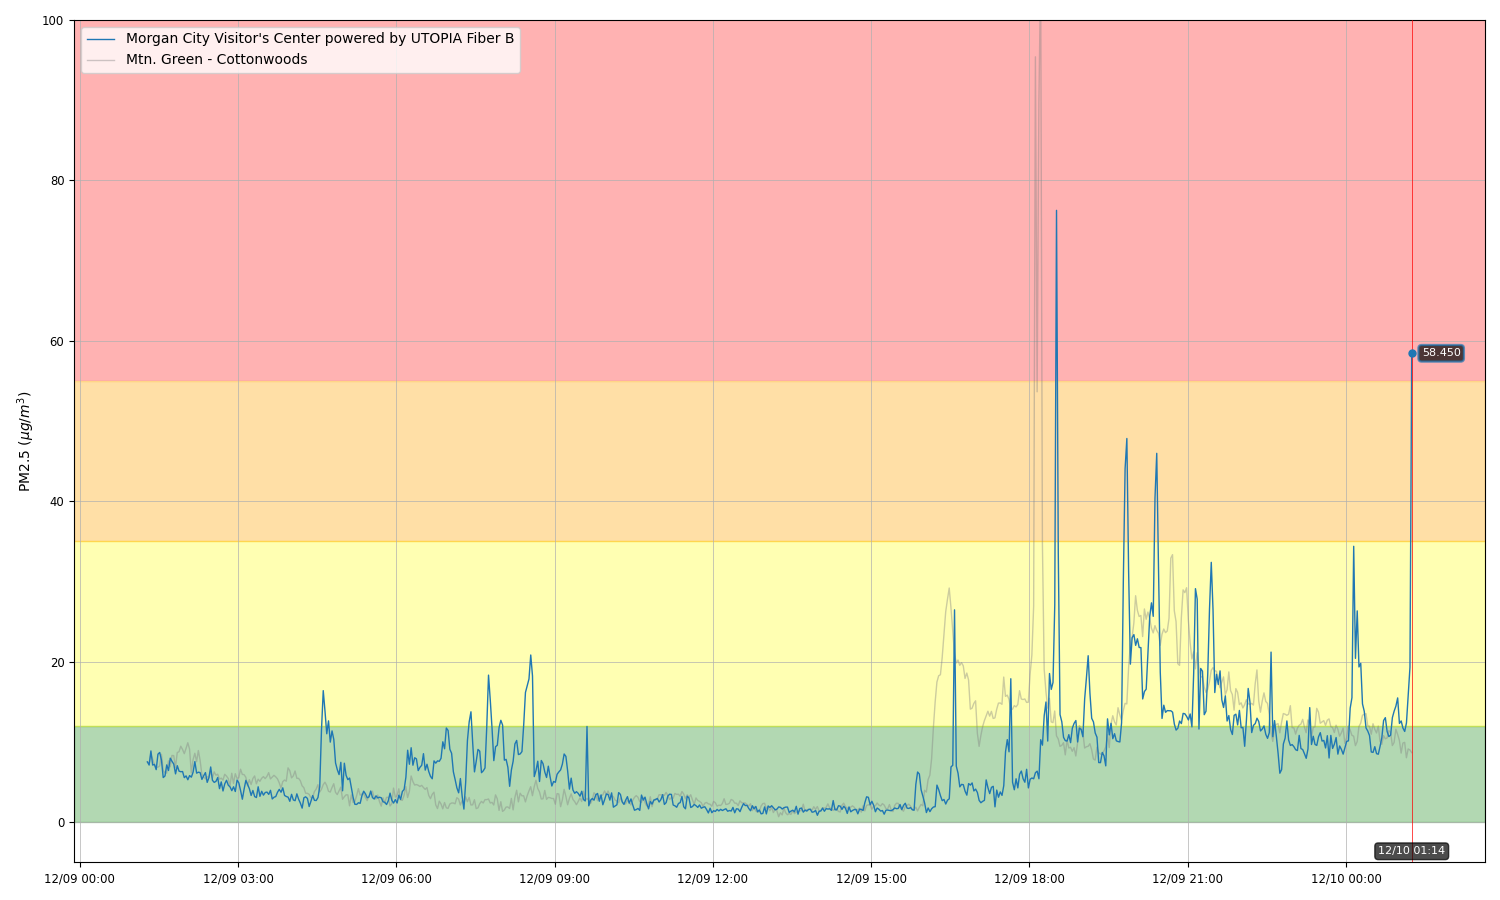 100
Morgan City Visitor's Center powered by UTOPIA Fiber B
Mtn. Green - Cottonwoods
80
60
58.450
40
20
0
PM2.5 (µg/m³)
12/10 01:14
12/09 00:00 12/09 03:00 12/09 06:00 12/09 09:00 12/09 12:00 12/09 15:00 12/09 18:00 12/09 21:00 12/10 00:00